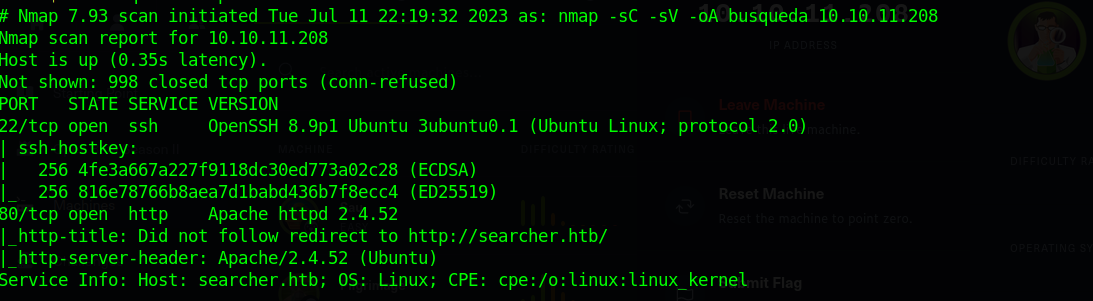 # Nmap 7.93 scan initiated Tue Jul 11 22:19:32 2023 as: nmap -sC -sV -oA busqueda 10.10.11.208
Nmap scan report for 10.10.11.208
Host is up (0.35s latency).
Not shown: 998 closed tcp ports (conn-refused)
PORT   STATE SERVICE VERSION
22/tcp open  ssh     OpenSSH 8.9p1 Ubuntu 3ubuntu0.1 (Ubuntu Linux; protocol 2.0)
| ssh-hostkey:
|   256 4fe3a667a227f9118dc30ed773a02c28 (ECDSA)
|_  256 816e78766b8aea7d1babd436b7f8ecc4 (ED25519)
80/tcp open  http    Apache httpd 2.4.52
|_http-title: Did not follow redirect to http://searcher.htb/
|_http-server-header: Apache/2.4.52 (Ubuntu)
Service Info: Host: searcher.htb; OS: Linux; CPE: cpe:/o:linux:linux_kernel
10.10.11.208
IP ADDRESS
Leave Machine
machine.
MACHINE
DIFFICULTY RATING
DIFFICULTY RA
Reset Machine
Reset the machine to point zero.
OPERATING SY
Submit Flag